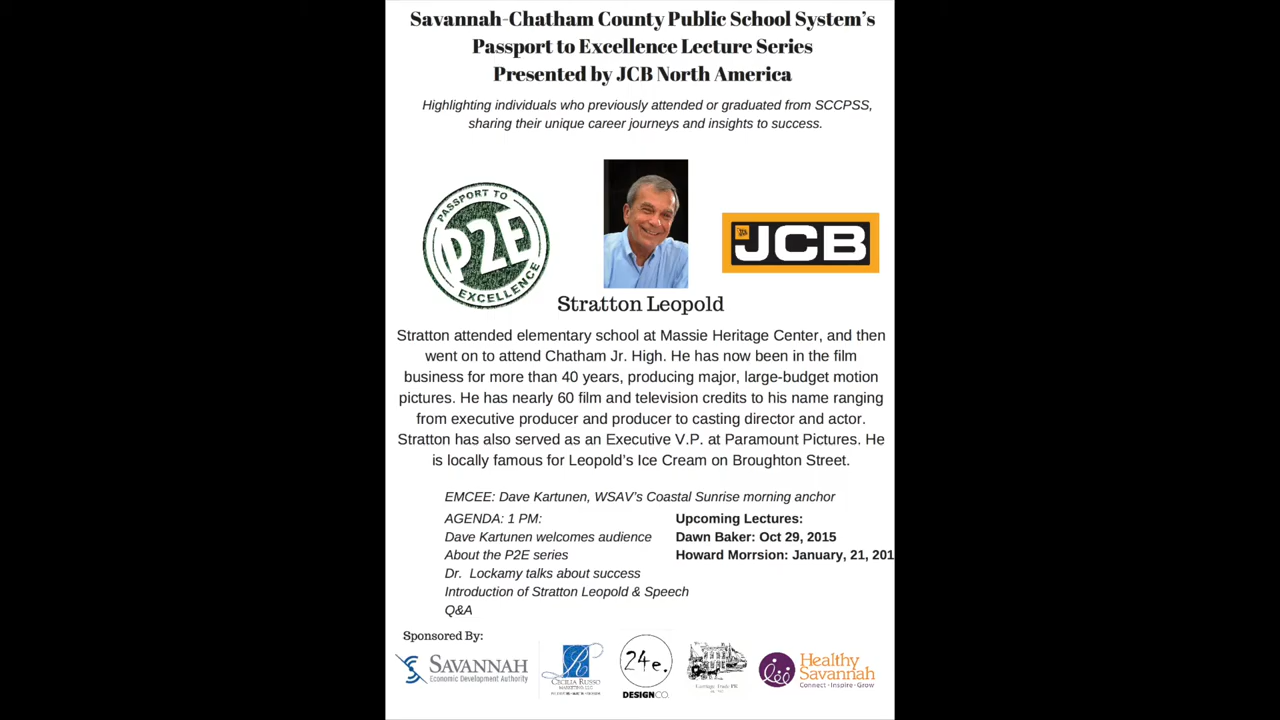 Savannah-Chatham County Public School System's
Passport to Excellence Lecture Series
Presented by JCB North America
Highlighting individuals who previously attended or graduated from SCCPSS,
sharing their unique career journeys and insights to success.
PASSPORT TO
P2E
EXCELLENCE
JCB
Stratton Leopold
Stratton attended elementary school at Massie Heritage Center, and then
went on to attend Chatham Jr. High. He has now been in the film
business for more than 40 years, producing major, large-budget motion
pictures. He has nearly 60 film and television credits to his name ranging
from executive producer and producer to casting director and actor.
Stratton has also served as an Executive V.P. at Paramount Pictures. He
is locally famous for Leopold's Ice Cream on Broughton Street.
EMCEE: Dave Kartunen, WSAV's Coastal Sunrise morning anchor
AGENDA: 1 PM:
Dave Kartunen welcomes audience
About the P2E series
Dr. Lockamy talks about success
Introduction of Stratton Leopold & Speech
Q&A
Upcoming Lectures:
Dawn Baker: Oct 29, 2015
Howard Morrsion: January, 21, 201
Sponsored By:
SAVANNAH
Economic Development Authority
R
CECILIA RUSSO
MARKETING, LLC
24e.
DESIGN CO.
Carriage Trade PR
Healthy
Savannah
Connect · Inspire · Grow